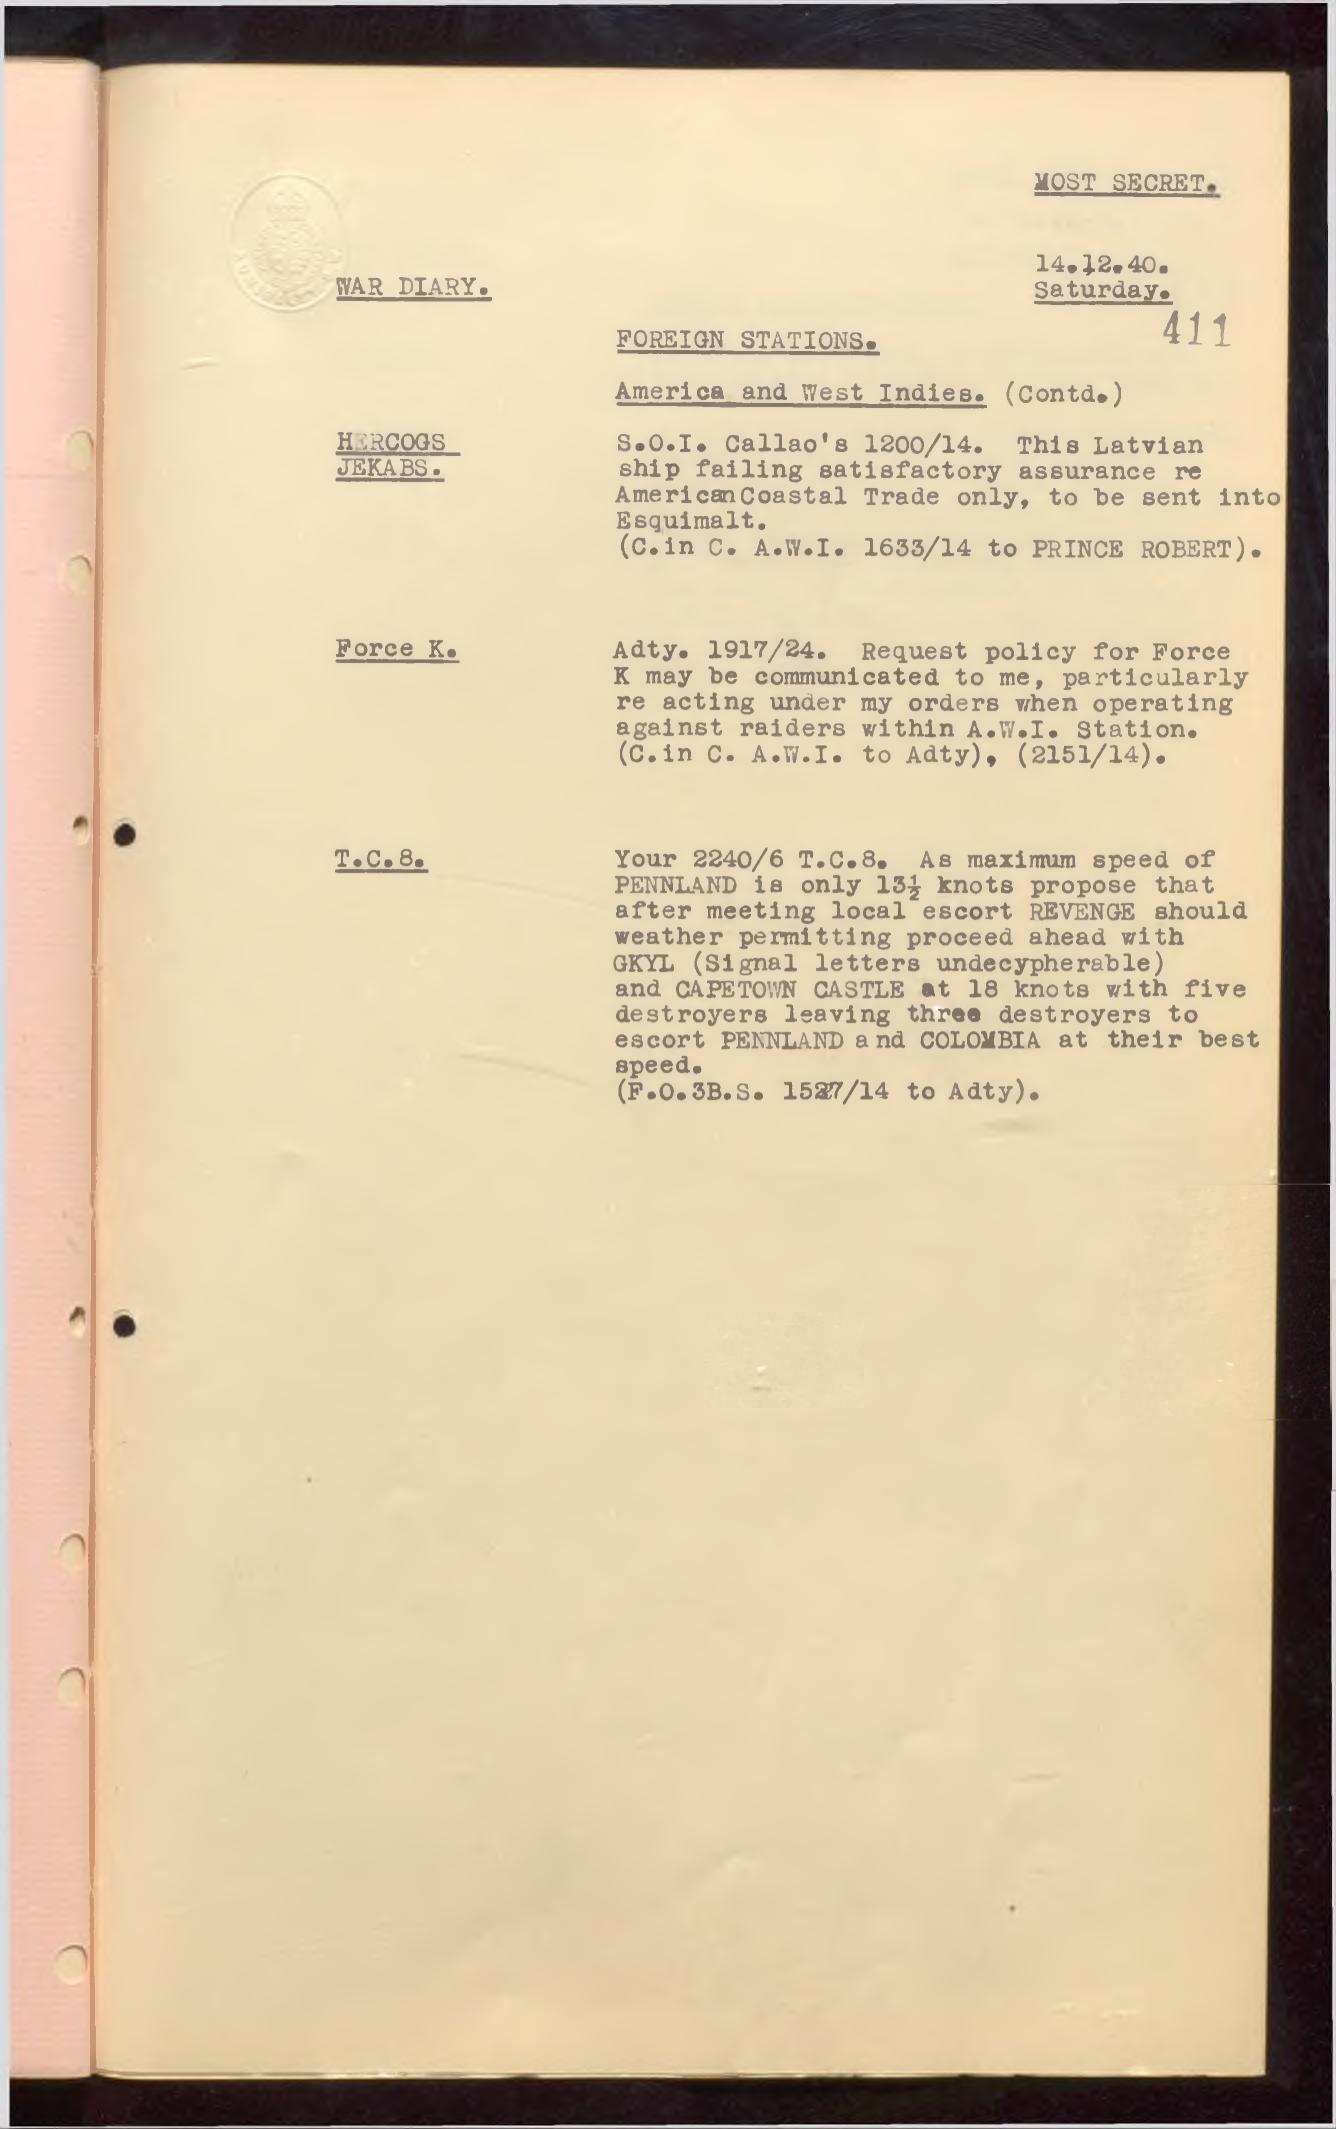 MOST SECRET.
14.12.40.
WAR DIARY.
Saturday.
411
FOREIGN STATIONS.
America and West Indies. (Contd.)
HERCOGS
JEKABS.
S.O.I. Callao's 1200/14. This Latvian
ship failing satisfactory assurance re
American Coastal Trade only, to be sent into
Esquimalt.
(C.in C. A.W.I. 1633/14 to PRINCE ROBERT).
Force K.
Adty. 1917/24. Request policy for Force
K may be communicated to me, particularly
re acting under my orders when operating
against raiders within A.W.I. Station.
(C.in C. A.W.I. to Adty), (2151/14).
T.C.8.
Your 2240/6 T.C.8. As maximum speed of
PENNLAND is only 13½ knots propose that
after meeting local escort REVENGE should
weather permitting proceed ahead with
GKYL (Signal letters undecypherable)
and CAPETOWN CASTLE at 18 knots with five
destroyers leaving three destroyers to
escort PENNLAND and COLOMBIA at their best
speed.
(F.O.3B.S. 1527/14 to Adty).